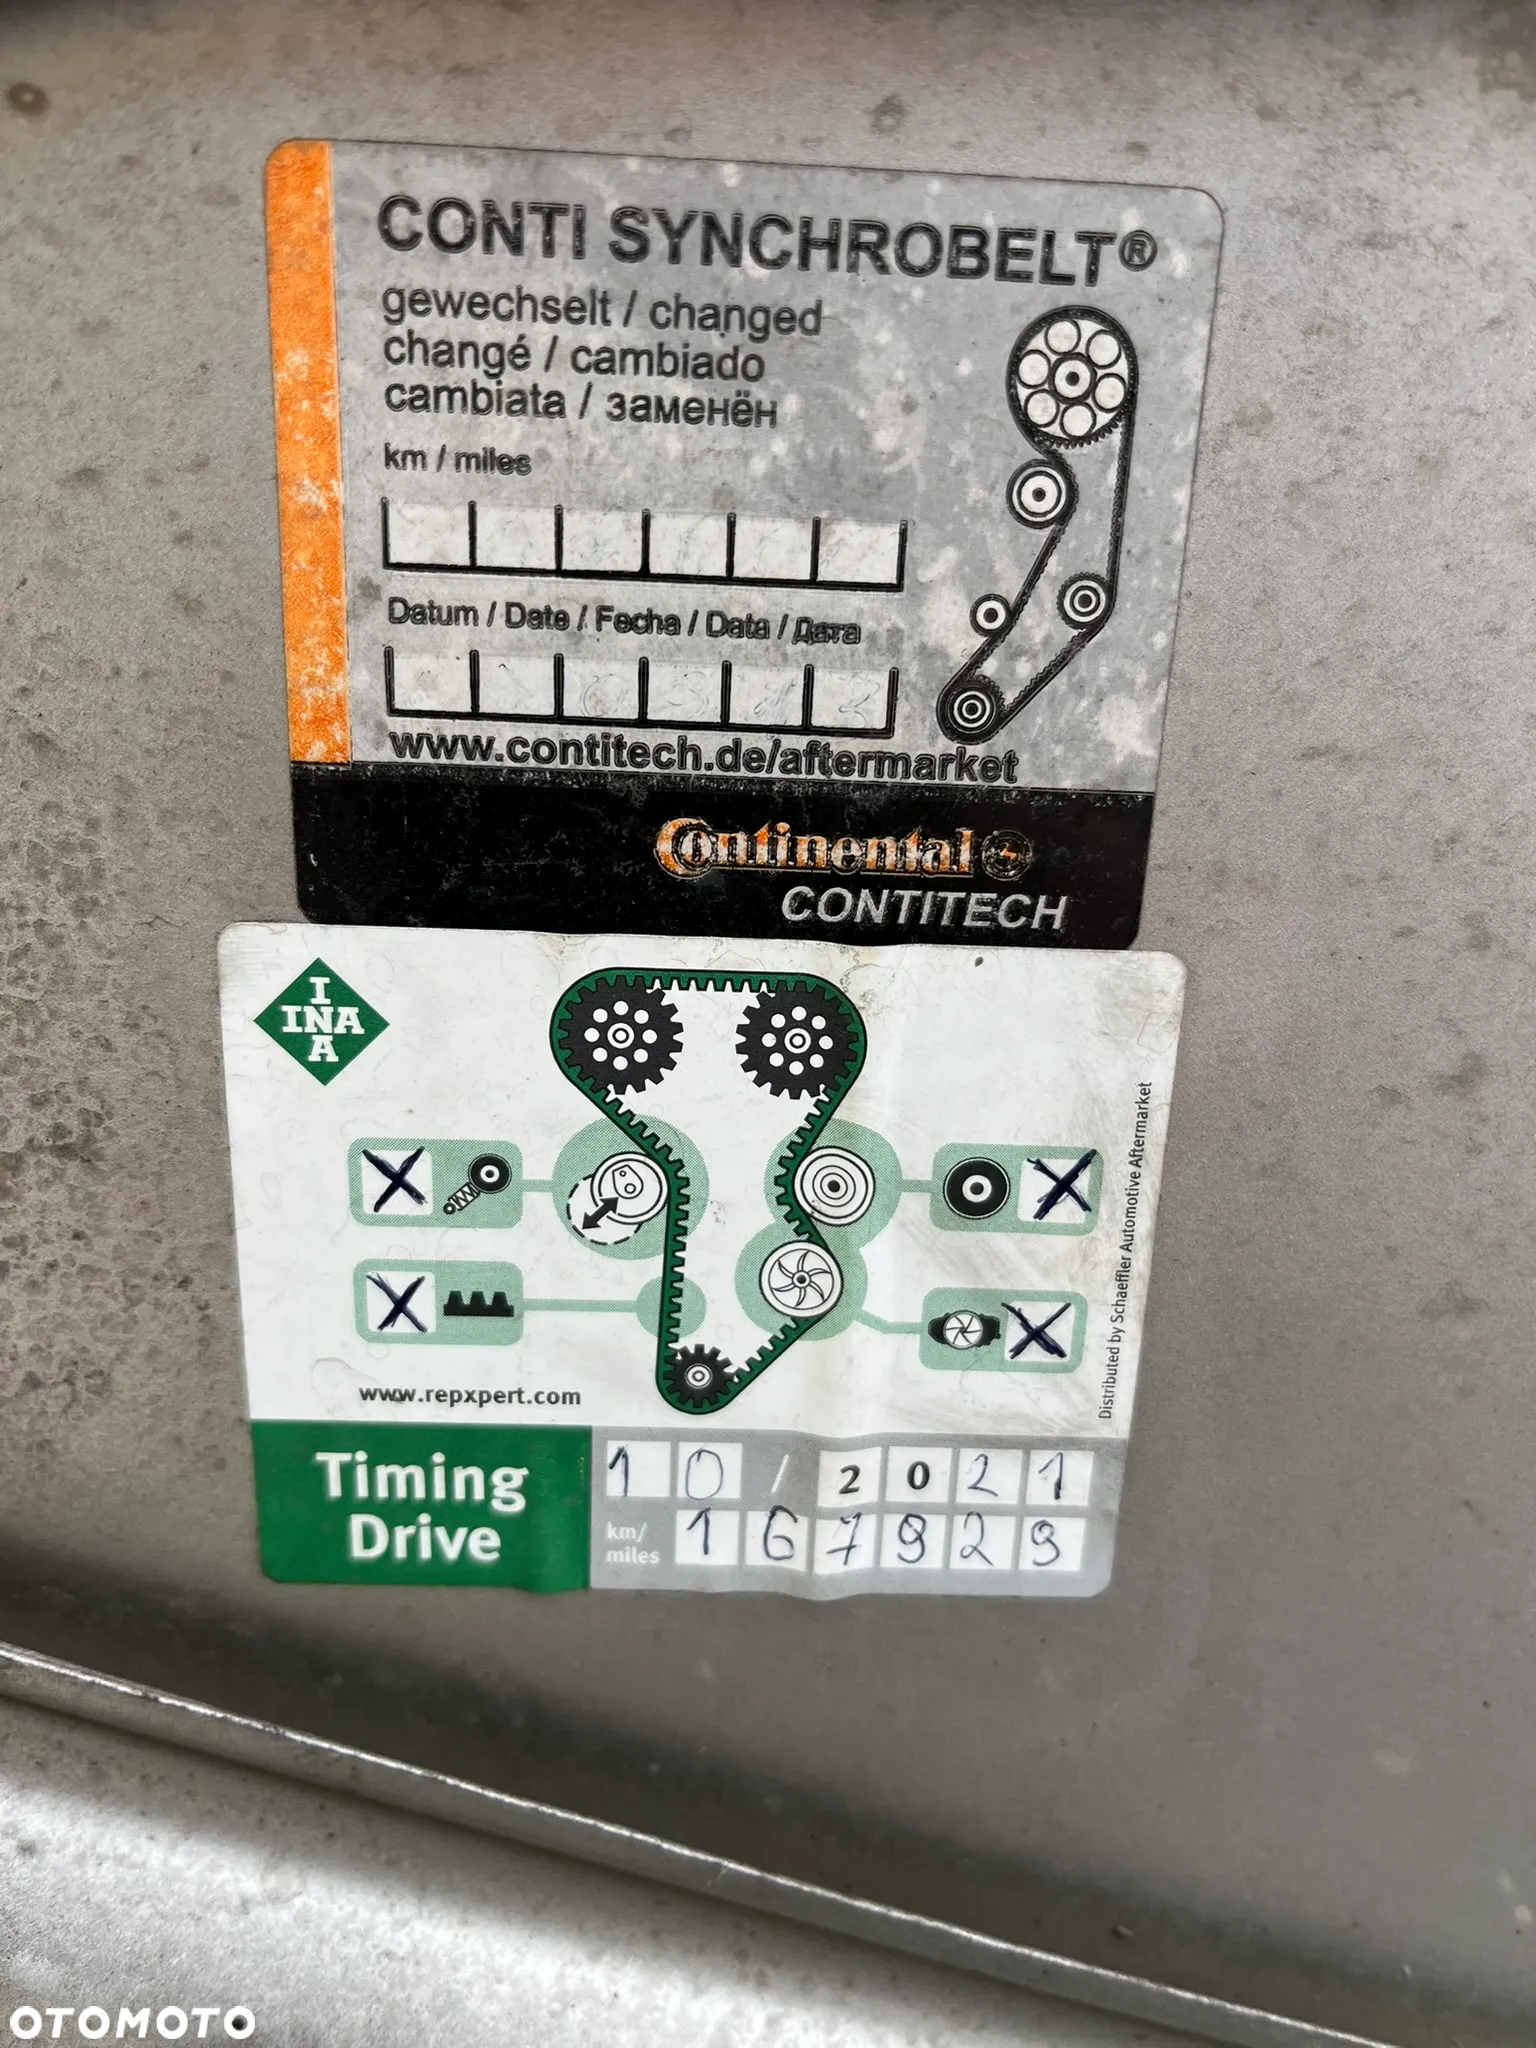 CONTI SYNCHROBELT®
gewechselt / changed
changé / cambiado
cambiata / заменён
km / miles
Datum / Date / Fecha / Data / Дата
www.contitech.de/aftermarket
Continental
CONTITECH
I
INA
A
Distributed by Schaeffler Automotive Aftermarket
www.repxpert.com
Timing
Drive
10 / 2021
km/
miles
167929
OTOMOTO